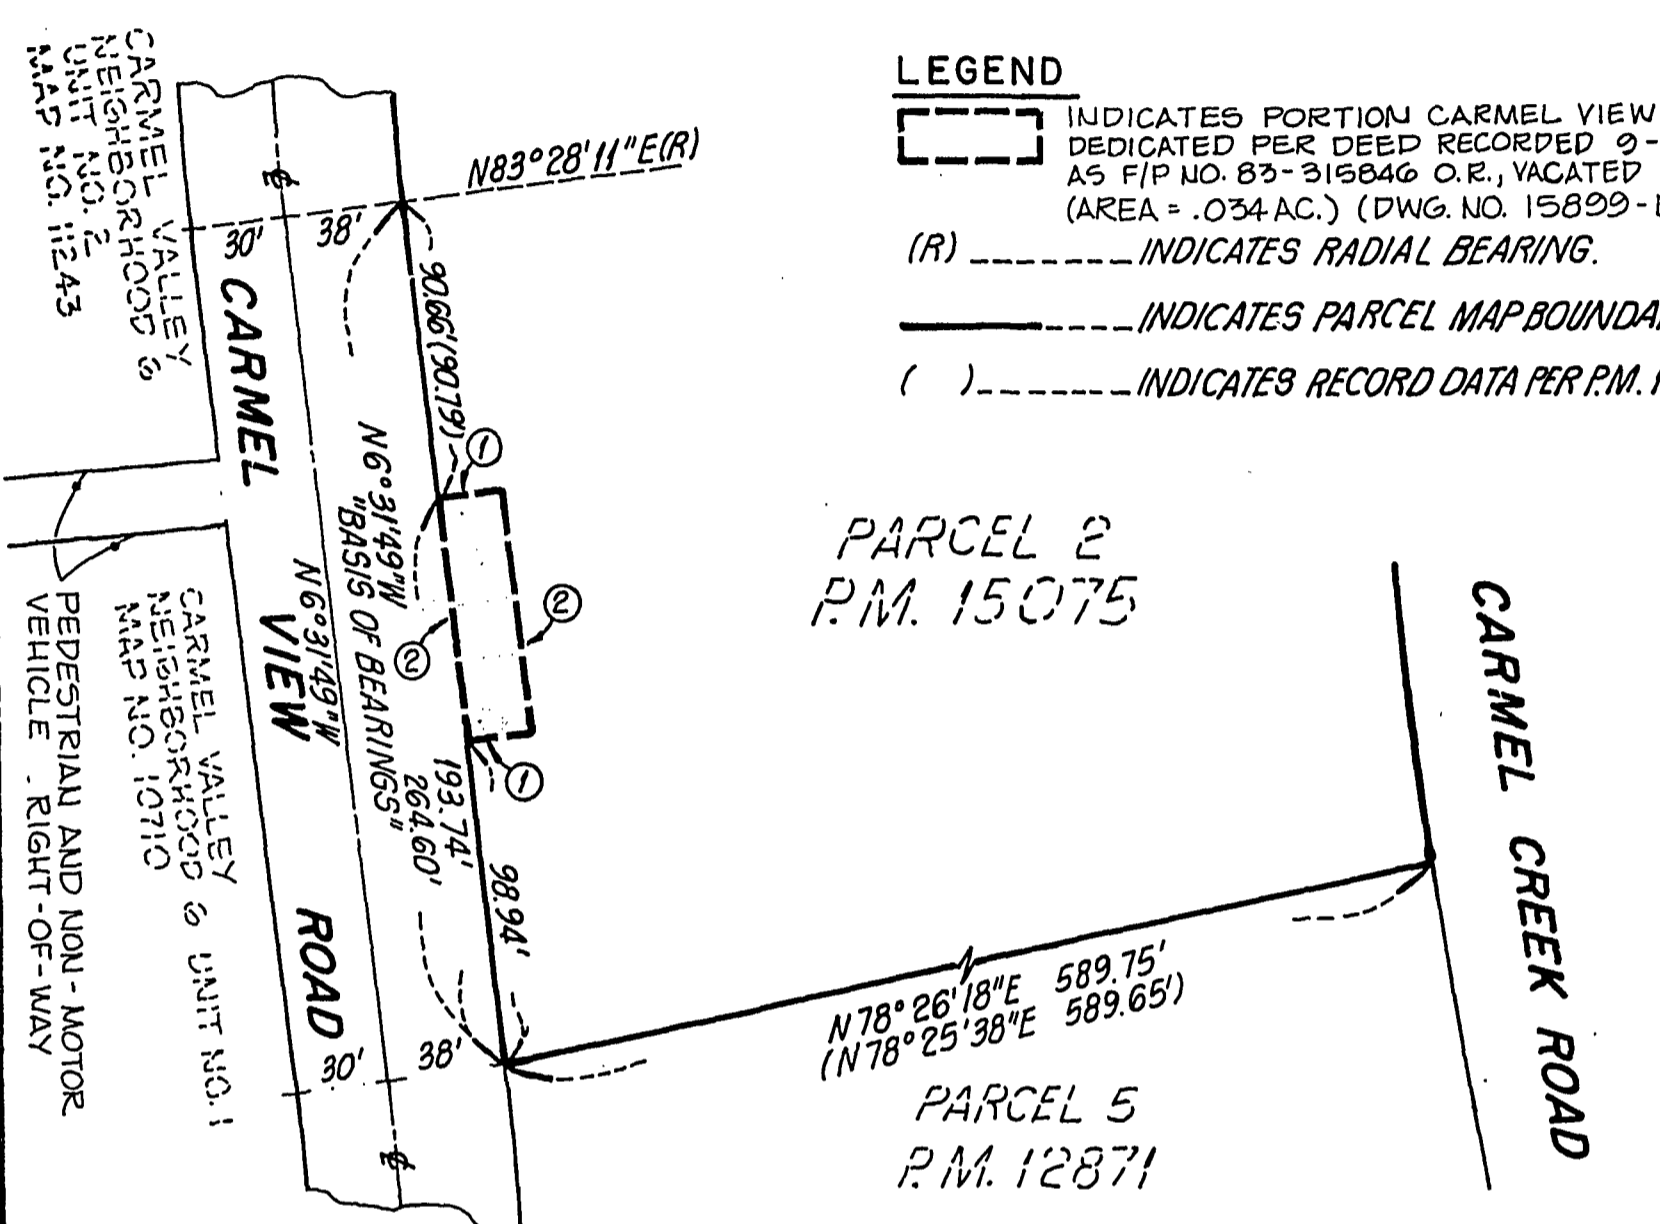 CARMEL VALLEY
NEIGHBORHOOD 6
UNIT NO. 2
MAP NO. 11243
30'
38'
N83°28'11"E(R)
LEGEND
INDICATES PORTION CARMEL VIEW
DEDICATED PER DEED RECORDED 9-
AS F/P NO. 83-315846 O.R., VACATED
(AREA = .034 AC.) (DWG. NO. 15899-
(R) _______ INDICATES RADIAL BEARING.
____ INDICATES PARCEL MAP BOUNDA
( ) _______ INDICATES RECORD DATA PER P.M.
CARMEL
VIEW
ROAD
90.66'(90.79')
1
2
2
1
N6°31'49"W
"BASIS OF BEARINGS"
N6°31'49"W
193.74'
264.60'
98.94'
PARCEL 2
P.M. 15075
CARMEL CREEK ROAD
CARMEL VALLEY
NEIGHBORHOOD 6 UNIT NO. 1
MAP NO. 10710
PEDESTRIAN AND NON-MOTOR
VEHICLE RIGHT-OF-WAY
30'
38'
N78°26'18"E 589.75'
(N78°25'38"E 589.65')
PARCEL 5
P.M. 12871